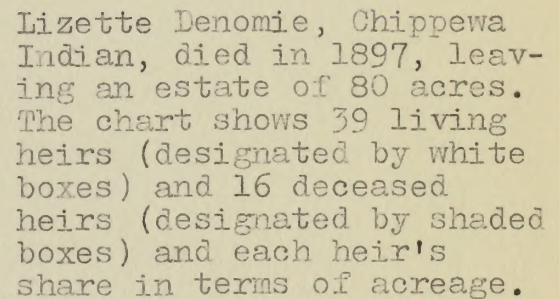 Lizette Denomie, Chippewa
Indian, died in 1897, leav-
ing an estate of 80 acres.
The chart shows 39 living
heirs (designated by white
boxes) and 16 deceased
heirs (designated by shaded
boxes) and each heir's
share in terms of acreage.